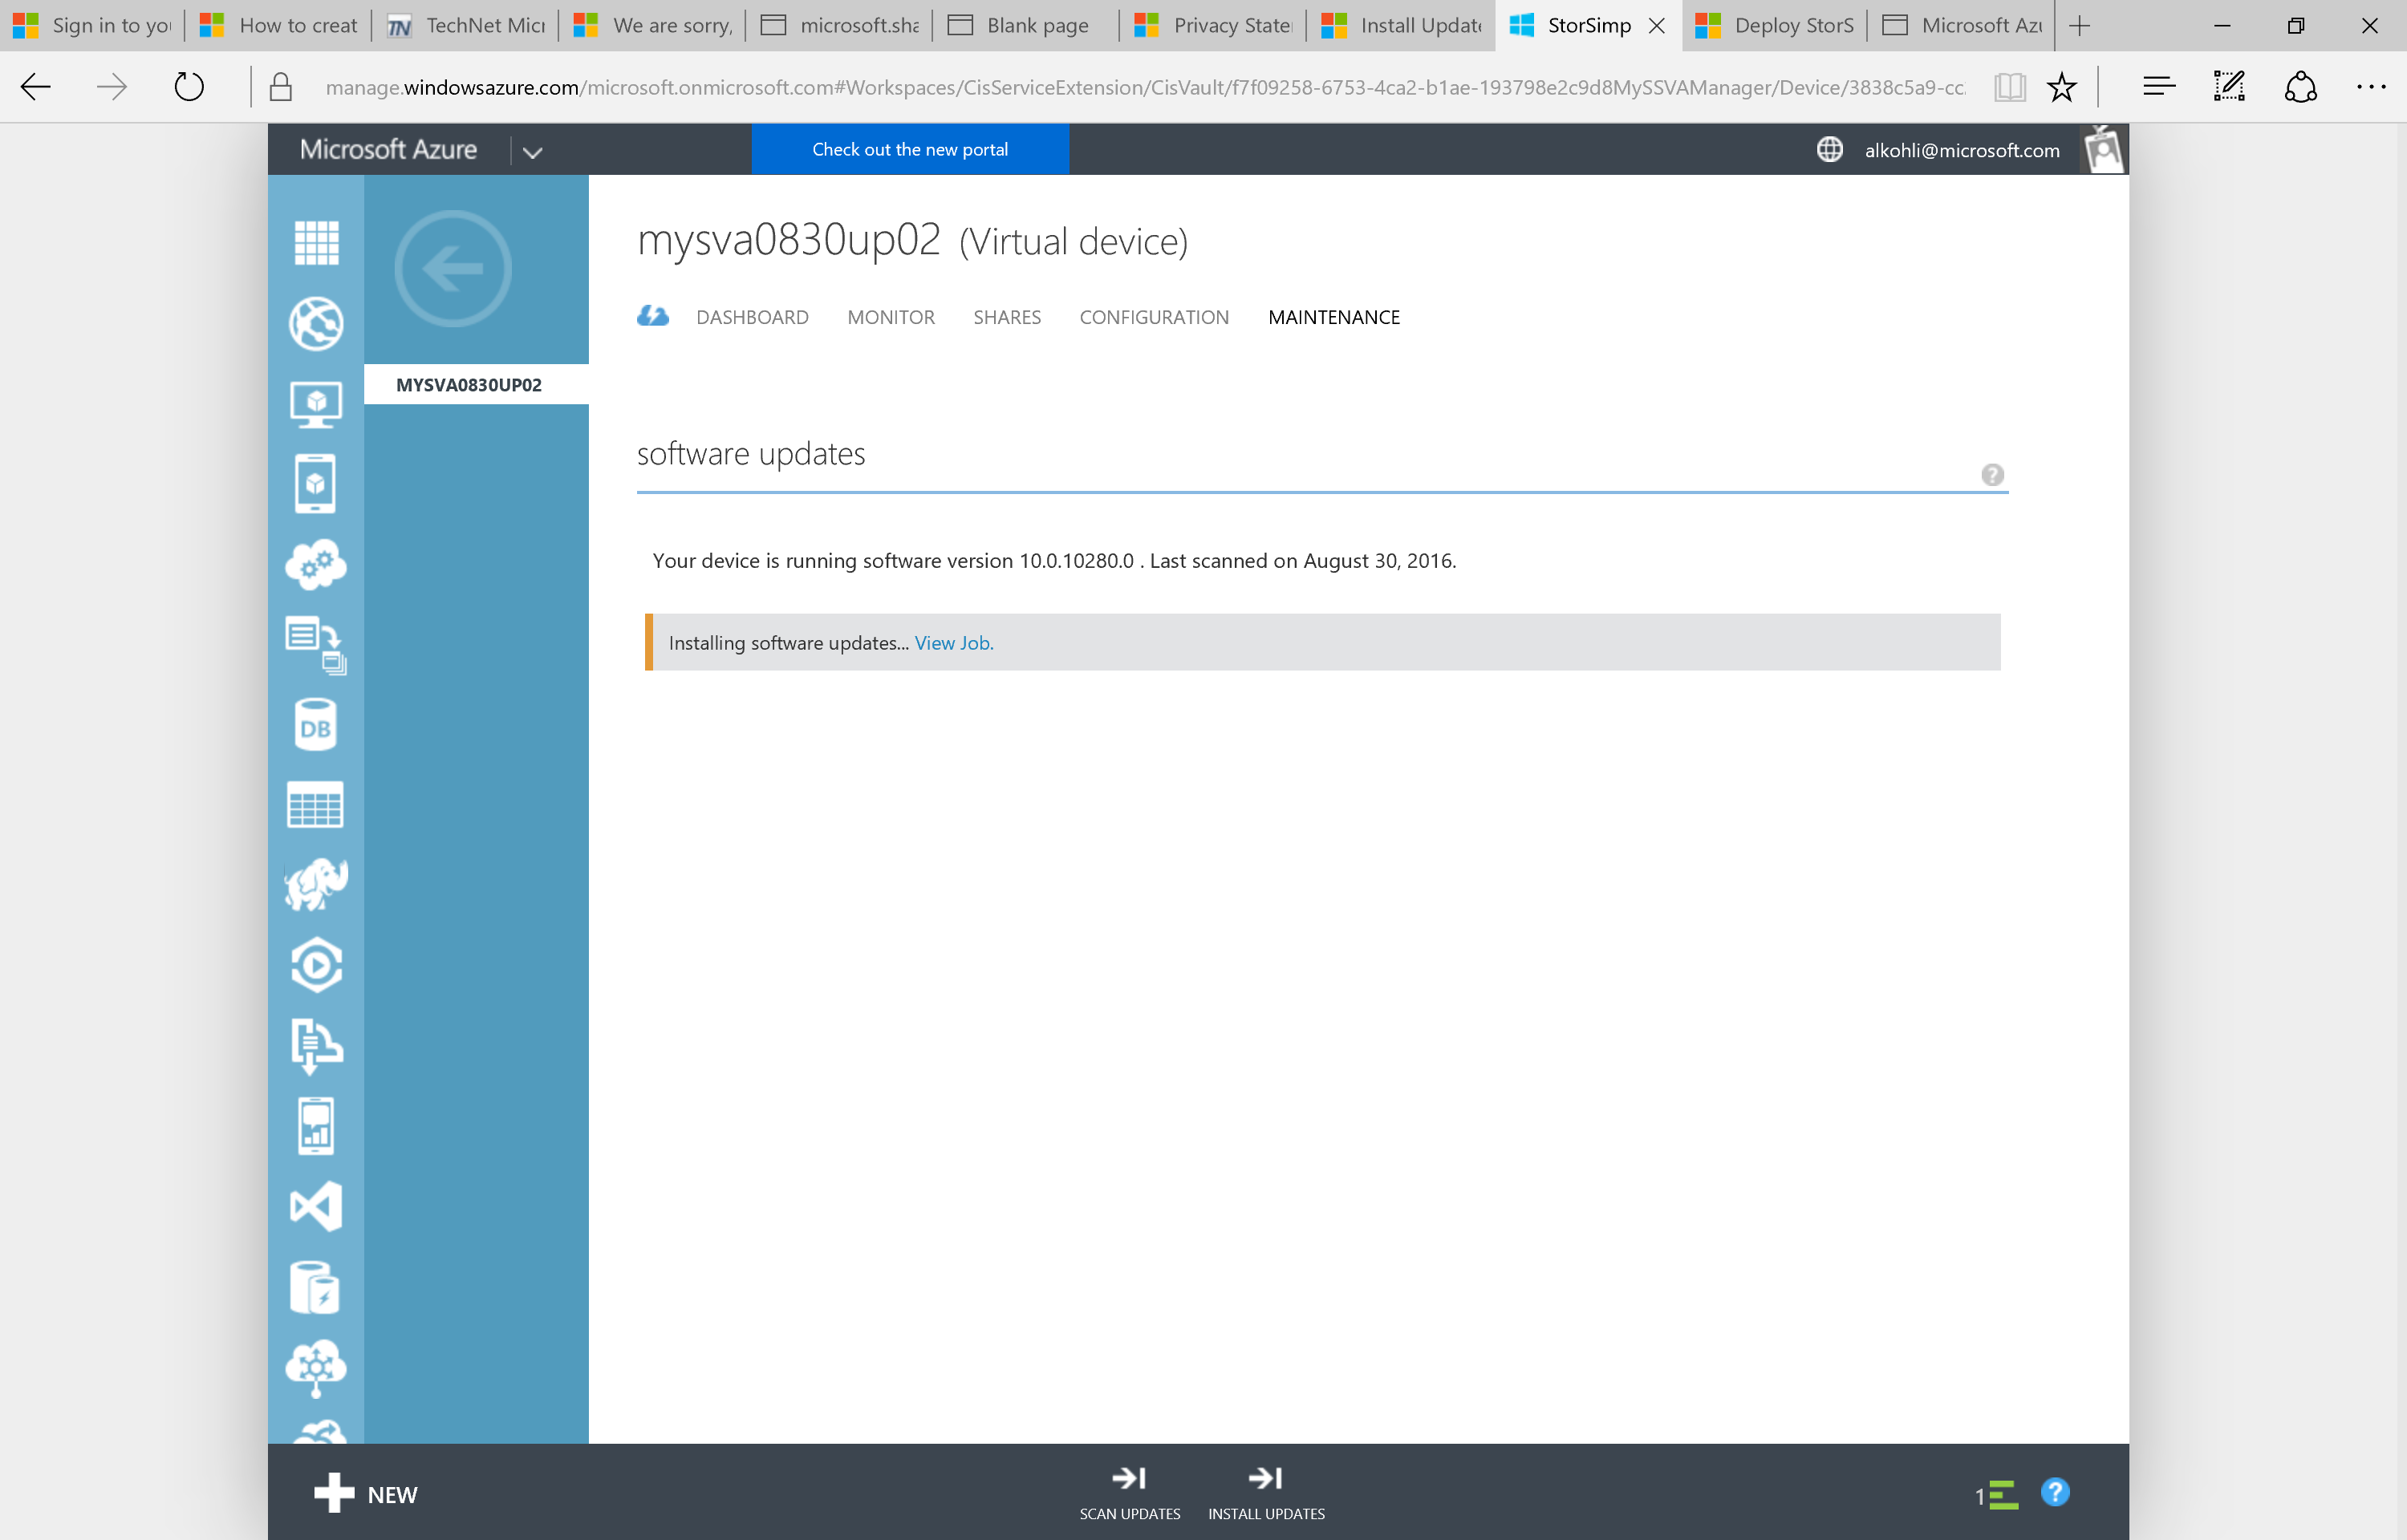 Sign in to yo
How to creat
TechNet Micr
We are sorry,
microsoft.sha
Blank page
Privacy State
Install Update
StorSimp
Deploy StorS
Microsoft Az
manage.windowsazure.com/microsoft.onmicrosoft.com#Workspaces/CisServiceExtension/CisVault/f7f09258-6753-4ca2-b1ae-193798e2c9d8MySSVAManager/Device/3838c5a9-cc
Microsoft Azure
Check out the new portal
alkohli@microsoft.com
mysva0830up02 (Virtual device)
DASHBOARD MONITOR SHARES CONFIGURATION MAINTENANCE
MYSVA0830UP02
software updates
?
Your device is running software version 10.0.10280.0 . Last scanned on August 30, 2016.
Installing software updates... View Job.
DB
NEW
SCAN UPDATES
INSTALL UPDATES
1
?